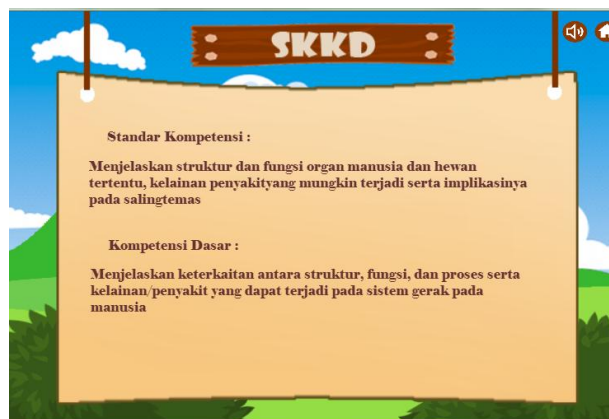 SKKD
Standar Kompetensi :
Menjelaskan struktur dan fungsi organ manusia dan hewan
tertentu, kelainan penyakityang mungkin terjadi serta implikasinya
pada salingtemas
Kompetensi Dasar :
Menjelaskan keterkaitan antara struktur, fungsi, dan proses serta
kelainan/penyakit yang dapat terjadi pada sistem gerak pada
manusia